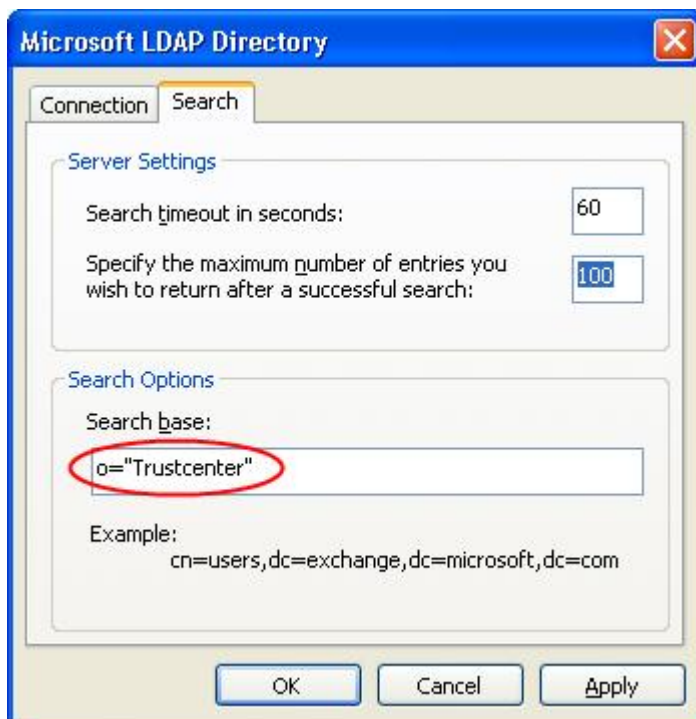 Microsoft LDAP Directory
Connection
Search
Server Settings
Search timeout in seconds:
60
Specify the maximum number of entries you
wish to return after a successful search:
100
Search Options
Search base:
o="Trustcenter"
Example:
cn=users,dc=exchange,dc=microsoft,dc=com
OK
Cancel
Apply